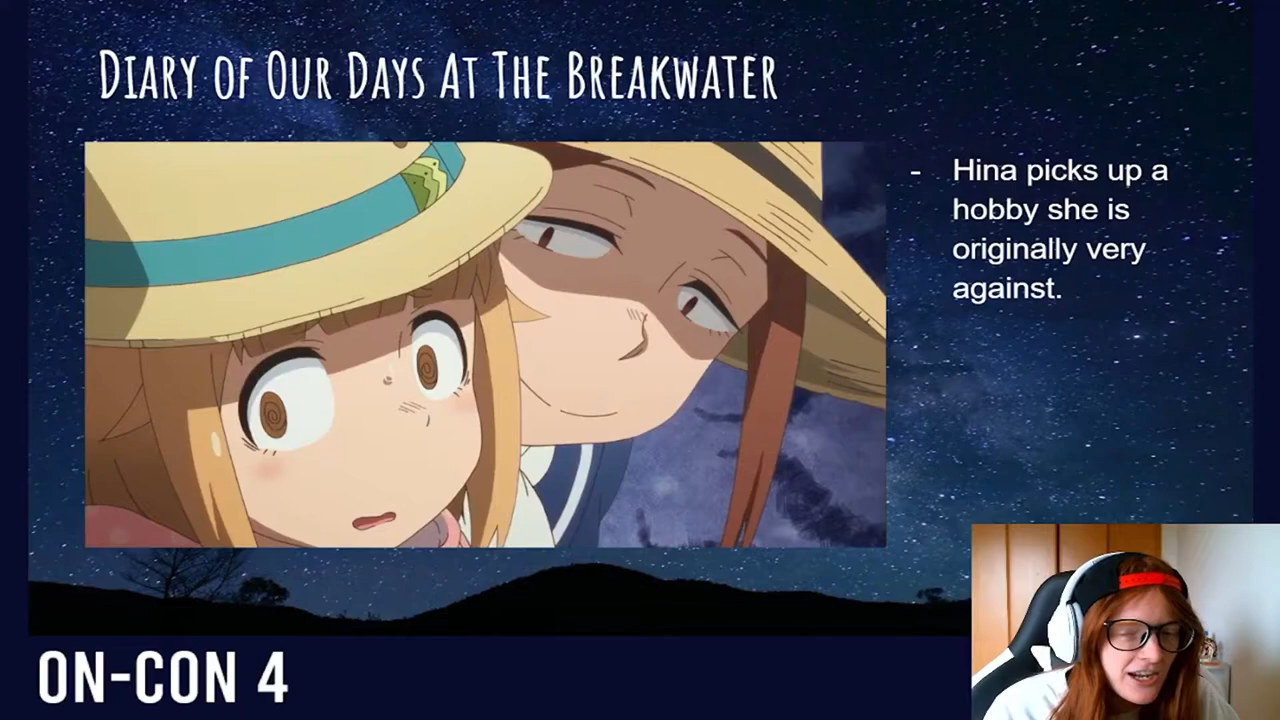 DIARY OF OUR DAYS AT THE BREAKWATER
- Hina picks up a
hobby she is
originally very
against.
ON-CON 4